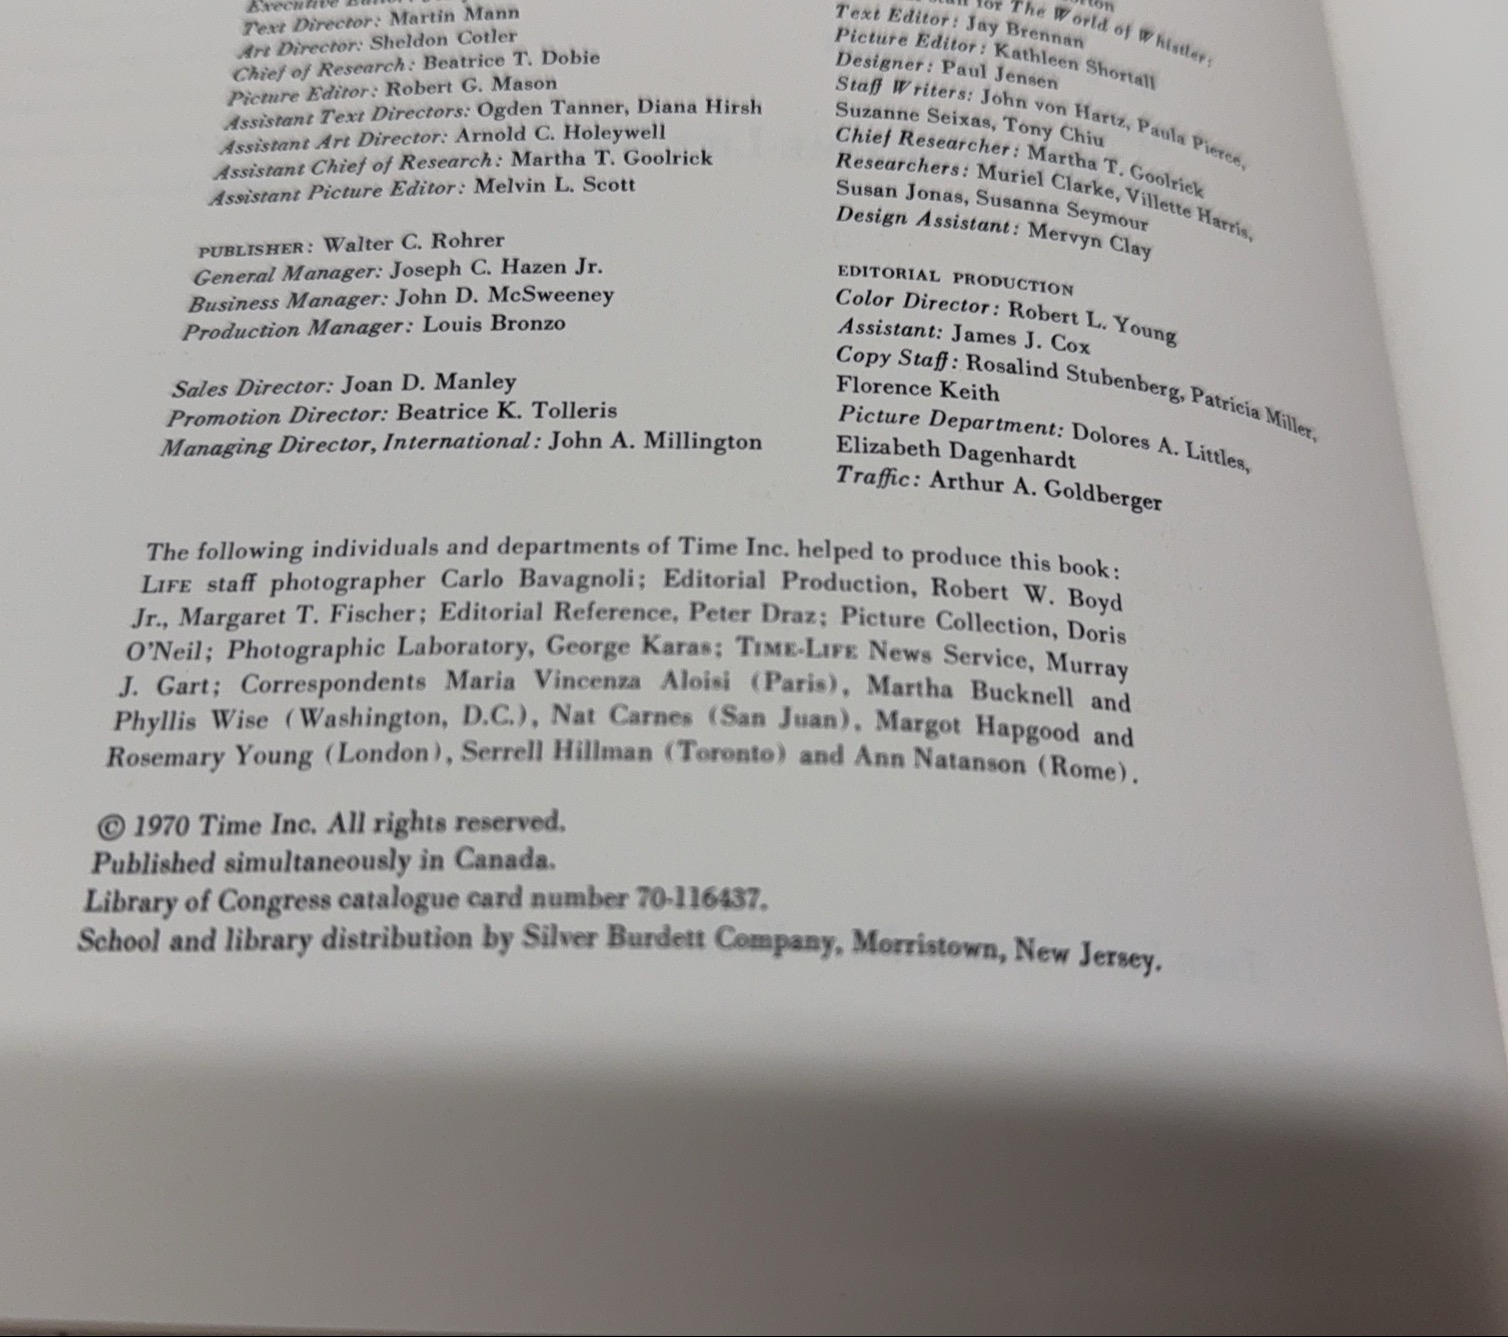 Text Director: Martin Mann
Art Director: Sheldon Cotler
Chief of Research: Beatrice T. Dobie
Picture Editor: Robert G. Mason
Assistant Text Directors: Ogden Tanner, Diana Hirsh
Assistant Art Director: Arnold C. Holeywell
Assistant Chief of Research: Martha T. Goolrick
Assistant Picture Editor: Melvin L. Scott
PUBLISHER: Walter C. Rohrer
General Manager: Joseph C. Hazen Jr.
Business Manager: John D. McSweeney
Production Manager: Louis Bronzo
Sales Director: Joan D. Manley
Promotion Director: Beatrice K. Tolleris
Managing Director, International: John A. Millington
for The World of Whistler:
Text Editor: Jay Brennan
Picture Editor: Kathleen Shortall
Designer: Paul Jensen
Staff Writers: John von Hartz, Paula Pierce,
Suzanne Seixas, Tony Chiu
Chief Researcher: Martha T. Goolrick
Researchers: Muriel Clarke, Villette Harris,
Susan Jonas, Susanna Seymour
Design Assistant: Mervyn Clay
EDITORIAL PRODUCTION
Color Director: Robert L. Young
Assistant: James J. Cox
Copy Staff: Rosalind Stubenberg, Patricia Miller,
Florence Keith
Picture Department: Dolores A. Littles,
Elizabeth Dagenhardt
Traffic: Arthur A. Goldberger
The following individuals and departments of Time Inc. helped to produce this book:
LIFE staff photographer Carlo Bavagnoli; Editorial Production, Robert W. Boyd
Jr., Margaret T. Fischer; Editorial Reference, Peter Draz; Picture Collection, Doris
O'Neil; Photographic Laboratory, George Karas; TIME-LIFE News Service, Murray
J. Gart; Correspondents Maria Vincenza Aloisi (Paris), Martha Bucknell and
Phyllis Wise (Washington, D.C.), Nat Carnes (San Juan), Margot Hapgood and
Rosemary Young (London), Serrell Hillman (Toronto) and Ann Natanson (Rome).
© 1970 Time Inc. All rights reserved.
Published simultaneously in Canada.
Library of Congress catalogue card number 70-116437.
School and library distribution by Silver Burdett Company, Morristown, New Jersey.